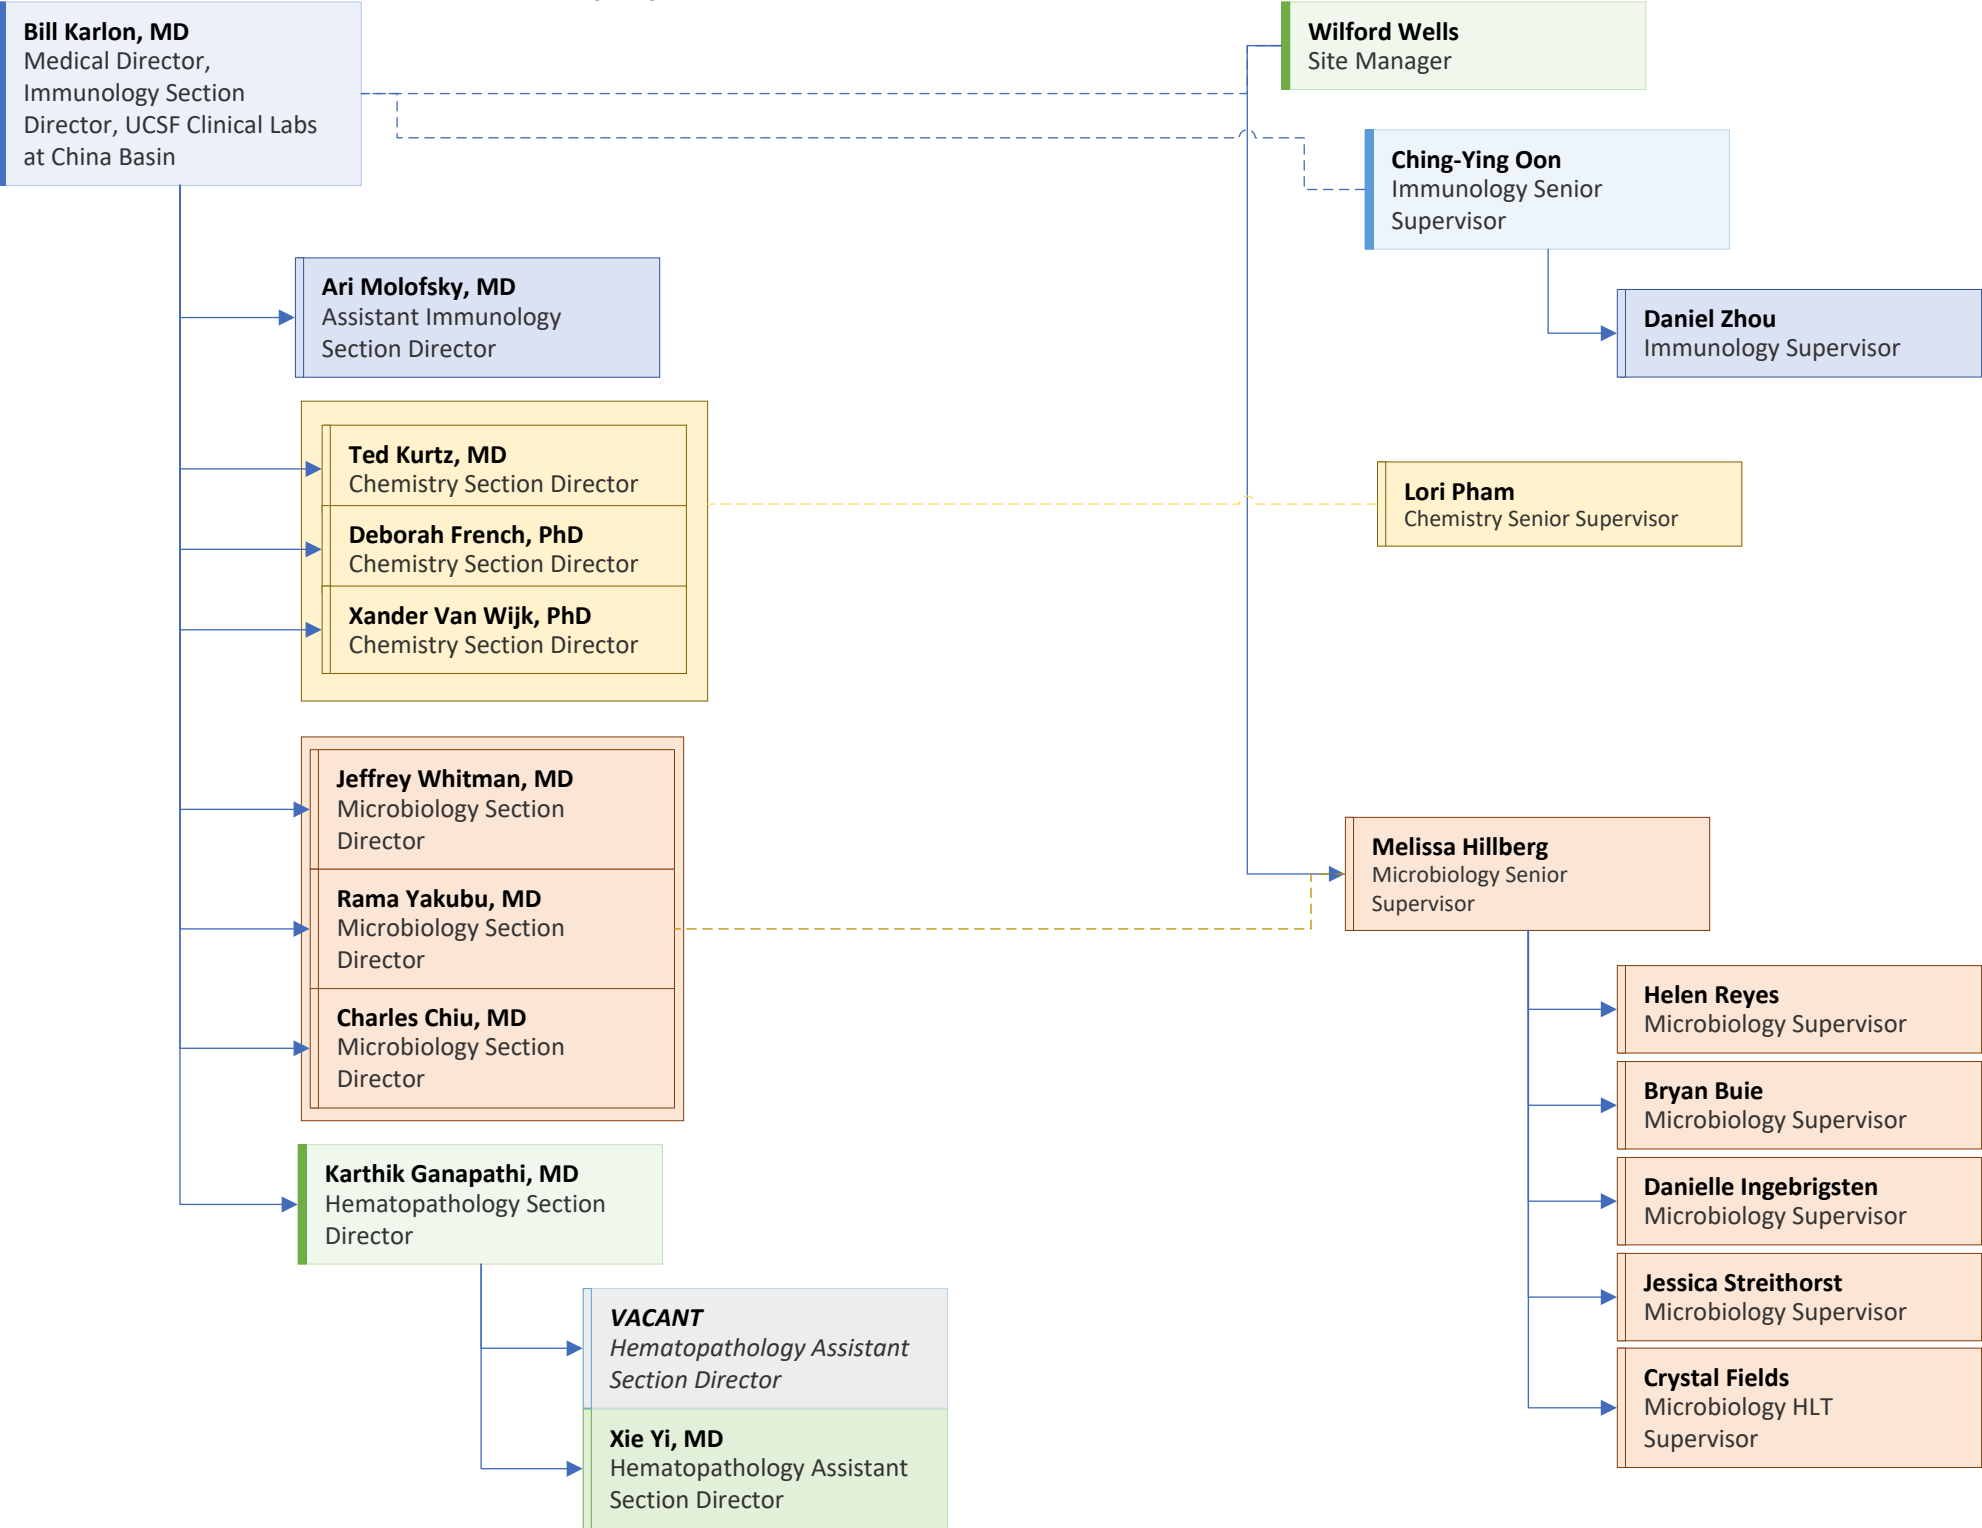 Bill Karlon, MD
Medical Director,
Immunology Section
Director, UCSF Clinical Labs
at China Basin
Wilford Wells
Site Manager
Ching-Ying Oon
Immunology Senior
Supervisor
Ari Molofsky, MD
Assistant Immunology
Section Director
Daniel Zhou
Immunology Supervisor
Ted Kurtz, MD
Chemistry Section Director
Deborah French, PhD
Chemistry Section Director
Xander Van Wijk, PhD
Chemistry Section Director
Lori Pham
Chemistry Senior Supervisor
Jeffrey Whitman, MD
Microbiology Section
Director
Rama Yakubu, MD
Microbiology Section
Director
Charles Chiu, MD
Microbiology Section
Director
Melissa Hillberg
Microbiology Senior
Supervisor
Helen Reyes
Microbiology Supervisor
Bryan Buie
Microbiology Supervisor
Danielle Ingebrigsten
Microbiology Supervisor
Jessica Streithorst
Microbiology Supervisor
Crystal Fields
Microbiology HLT
Supervisor
Karthik Ganapathi, MD
Hematopathology Section
Director
VACANT
Hematopathology Assistant
Section Director
Xie Yi, MD
Hematopathology Assistant
Section Director